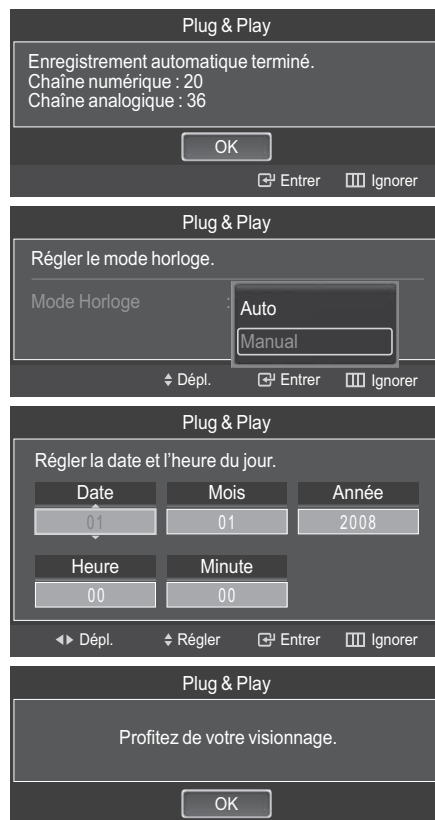 Plug & Play
Enregistrement automatique terminé.
Chaîne numérique : 20
Chaîne analogique : 36
OK
Entrer Ignorer
Plug & Play
Régler le mode horloge.
Mode Horloge : Auto
Manual
Dépl. Entrer Ignorer
Plug & Play
Régler la date et l'heure du jour.
Date Mois Année
01 01 2008
Heure Minute
00 00
Dépl. Régler Entrer Ignorer
Plug & Play
Profitez de votre visionnage.
OK